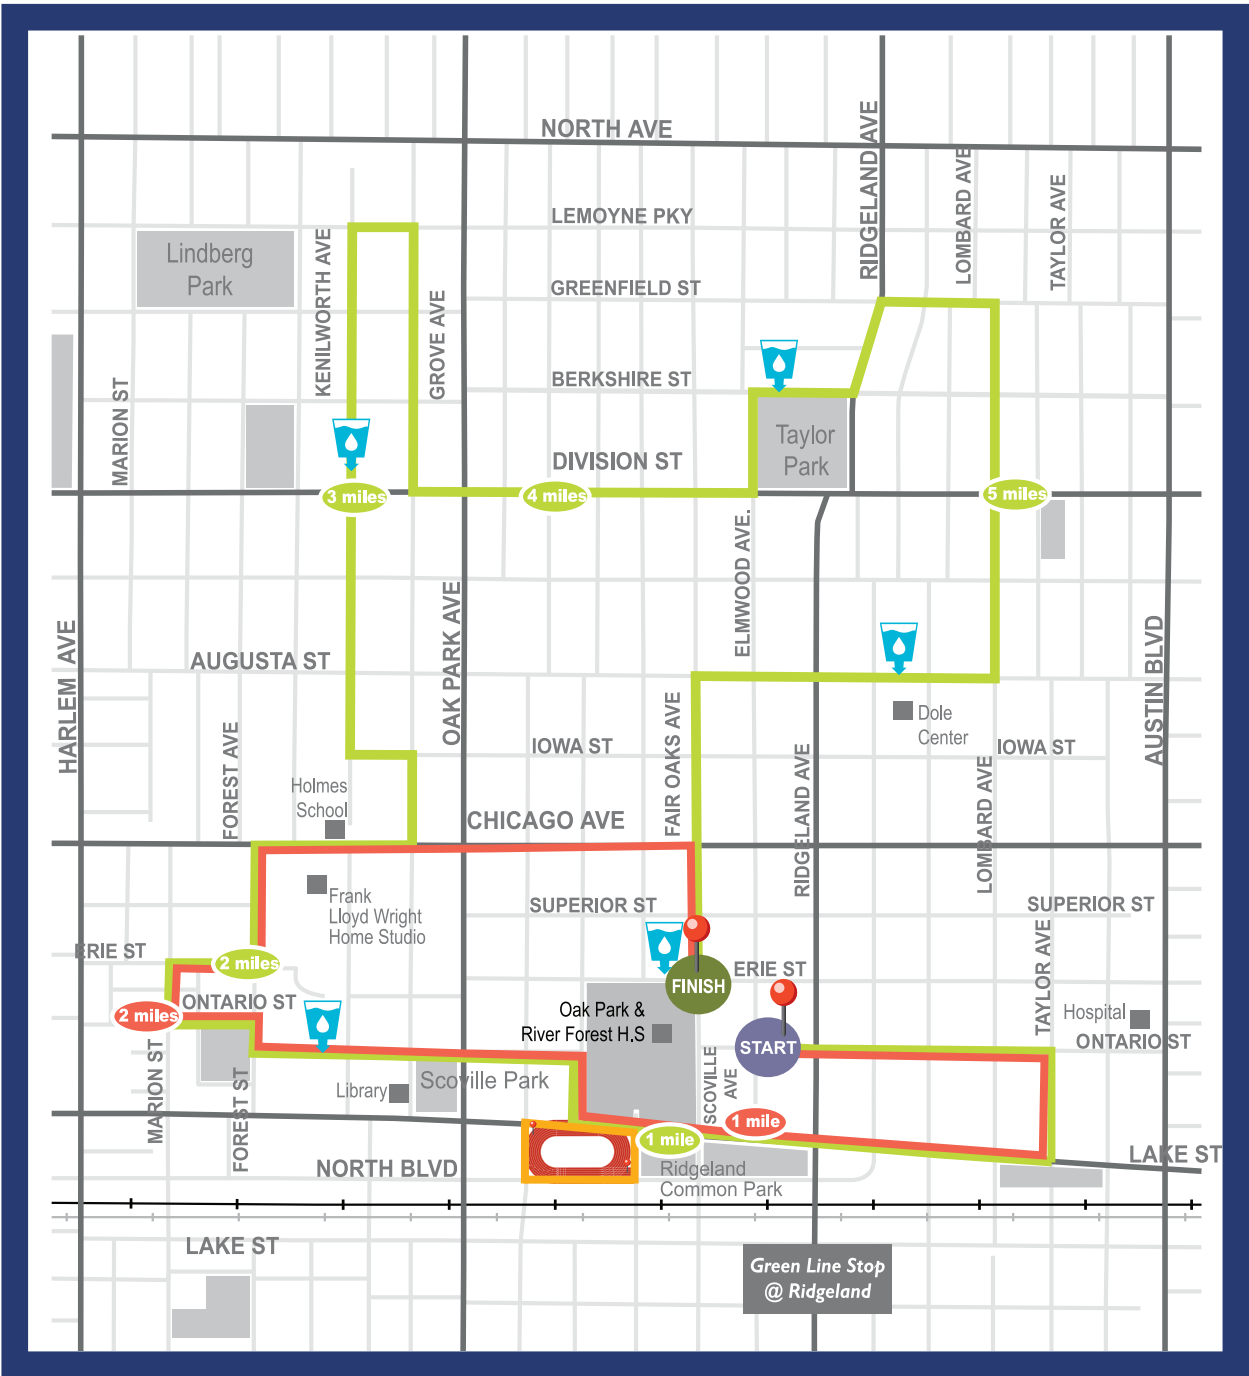 NORTH AVE
RIDGELAND AVE
LOMBARD AVE
TAYLOR AVE
LEMOYNE PKY
Lindberg
Park
KENILWORTH AVE
GREENFIELD ST
GROVE AVE
BERKSHIRE ST
MARION ST
Taylor
Park
DIVISION ST
3 miles
4 miles
5 miles
ELMWOOD AVE.
OAK PARK AVE
HARLEM AVE
AUGUSTA ST
AUSTIN BLVD
FAIR OAKS AVE
Dole
Center
FOREST AVE
IOWA ST
IOWA ST
RIDGELAND AVE
LOMBARD AVE
Holmes
School
CHICAGO AVE
Frank
Lloyd Wright
Home Studio
SUPERIOR ST
SUPERIOR ST
ERIE ST
2 miles
ERIE ST
TAYLOR AVE
FINISH
ONTARIO ST
2 miles
Oak Park &
River Forest H,S
Hospital
START
ONTARIO ST
MARION ST
FOREST ST
Library
Scoville Park
SCOVILLE
AVE
1 mile
1 mile
LAKE ST
NORTH BLVD
Ridgeland
Common Park
LAKE ST
Green Line Stop
@ Ridgeland